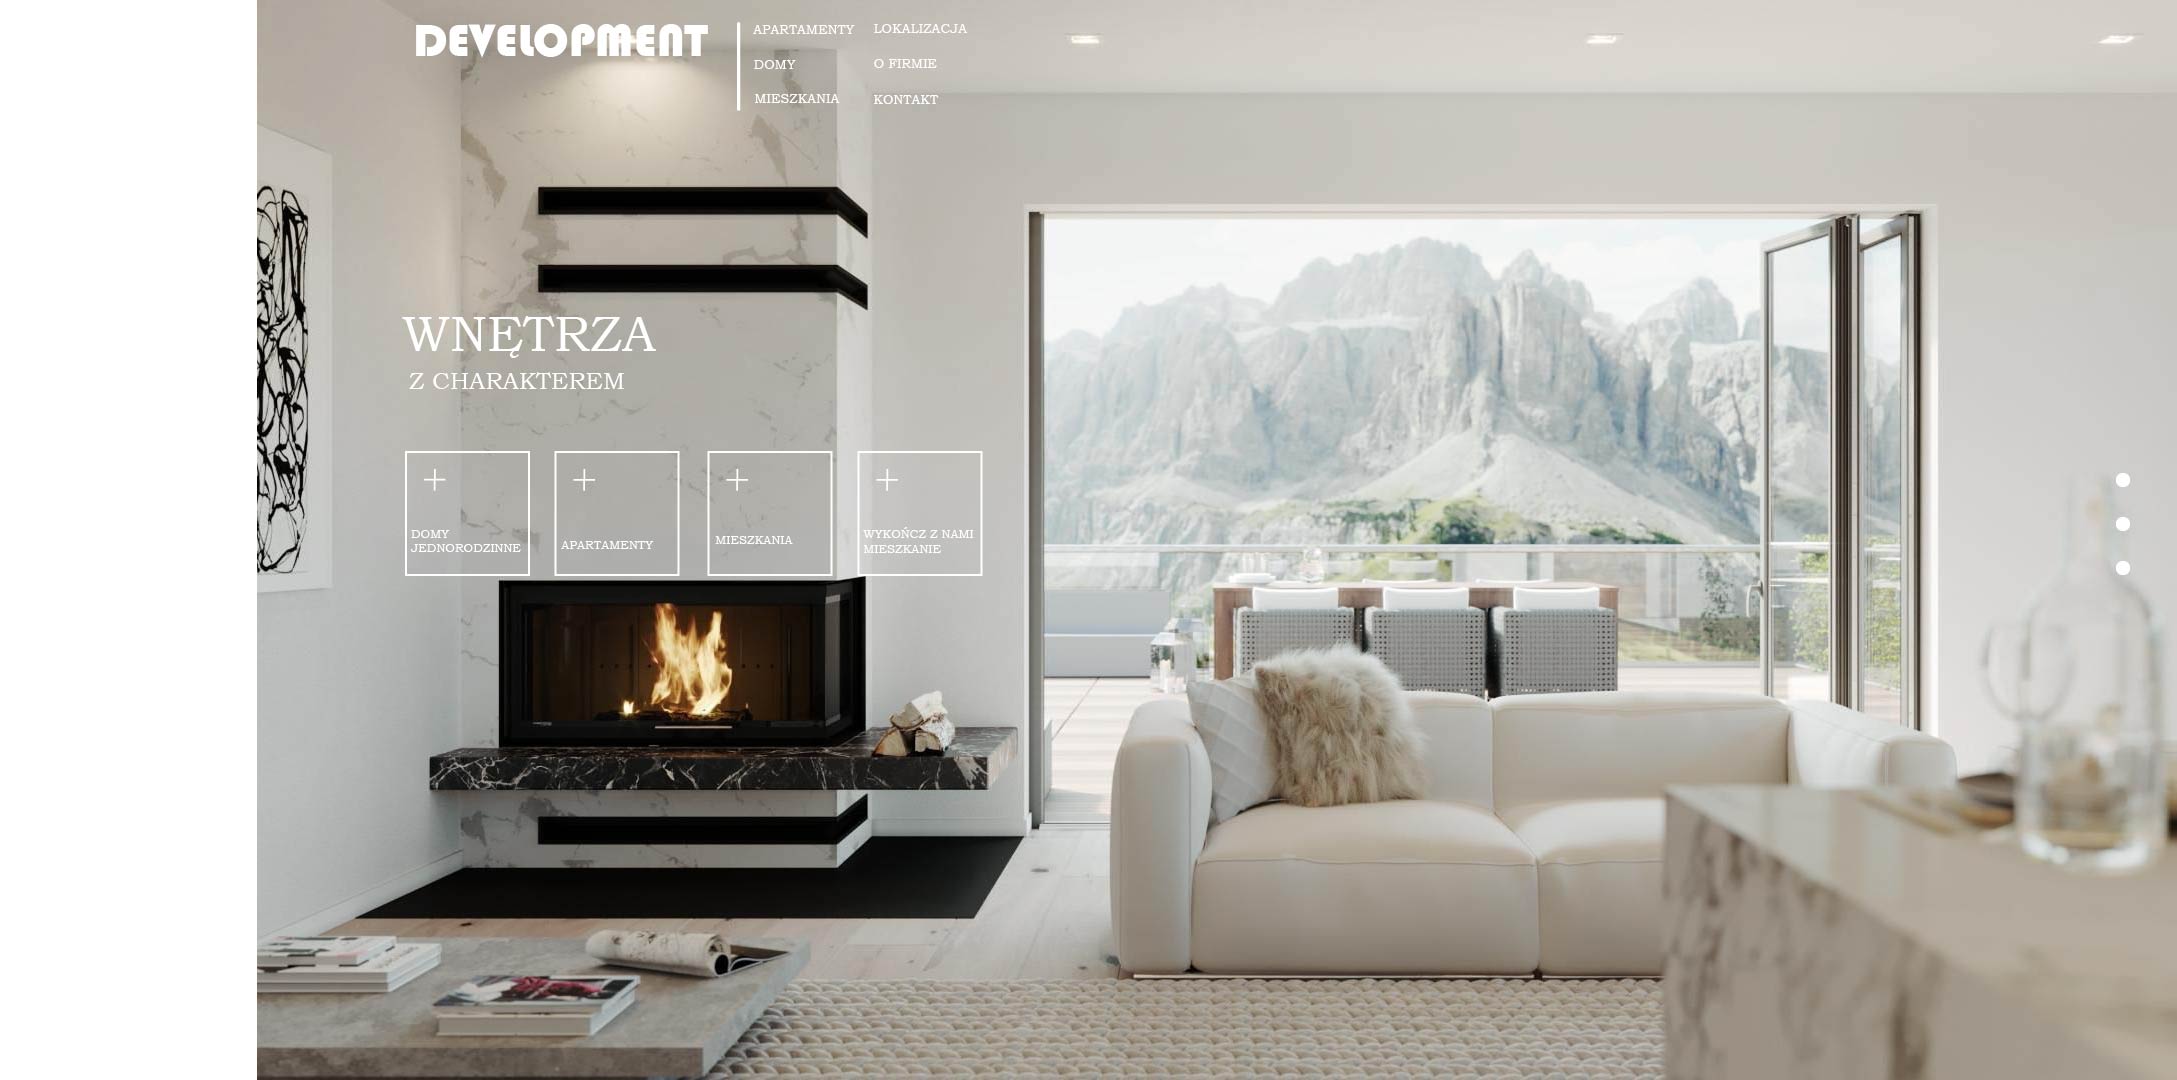 DEVELOPMENT
APARTAMENTY
DOMY
MIESZKANIA
LOKALIZACJA
O FIRMIE
KONTAKT
WNĘTRZA
Z CHARAKTEREM
DOMY
JEDNORODZINNE
APARTAMENTY
MIESZKANIA
WYKOŃCZ Z NAMI
MIESZKANIE